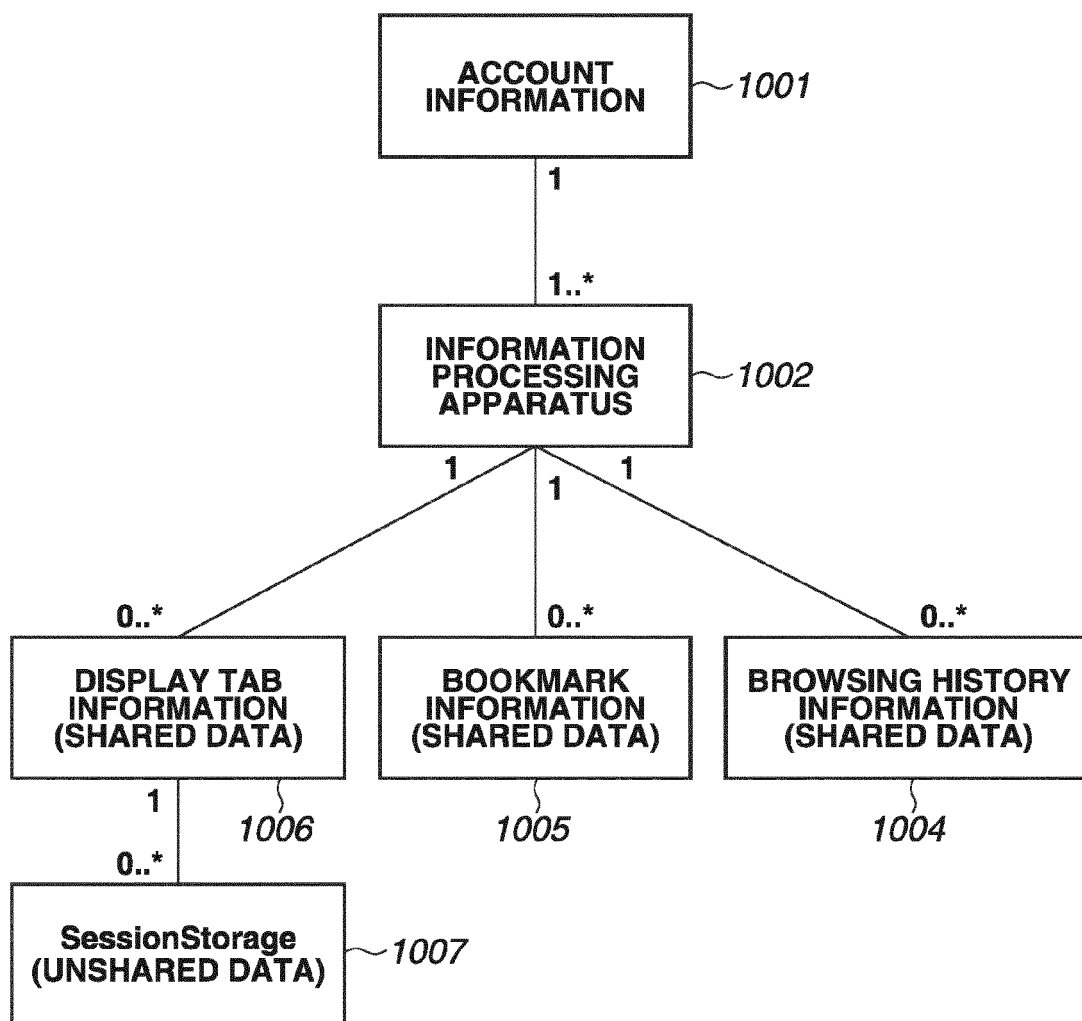 ACCOUNT
INFORMATION
1001
1
1..*
INFORMATION
PROCESSING
APPARATUS
1002
1
1
1
0..*
0..*
0..*
DISPLAY TAB
INFORMATION
(SHARED DATA)
BOOKMARK
INFORMATION
(SHARED DATA)
BROWSING HISTORY
INFORMATION
(SHARED DATA)
1
1006
1005
1004
0..*
SessionStorage
(UNSHARED DATA)
1007